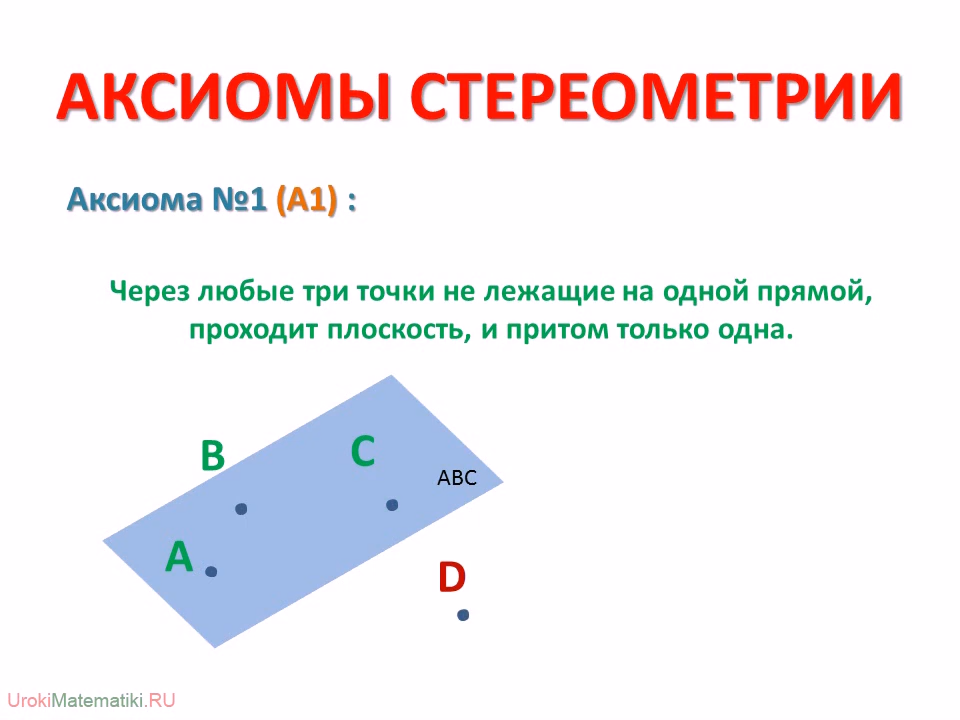 АКСИОМЫ СТЕРЕОМЕТРИИ
Аксиома №1 (А1) :
Через любые три точки не лежащие на одной прямой,
проходит плоскость, и притом только одна.
B
C
ABC
A
D
UrokiMatematiki.RU